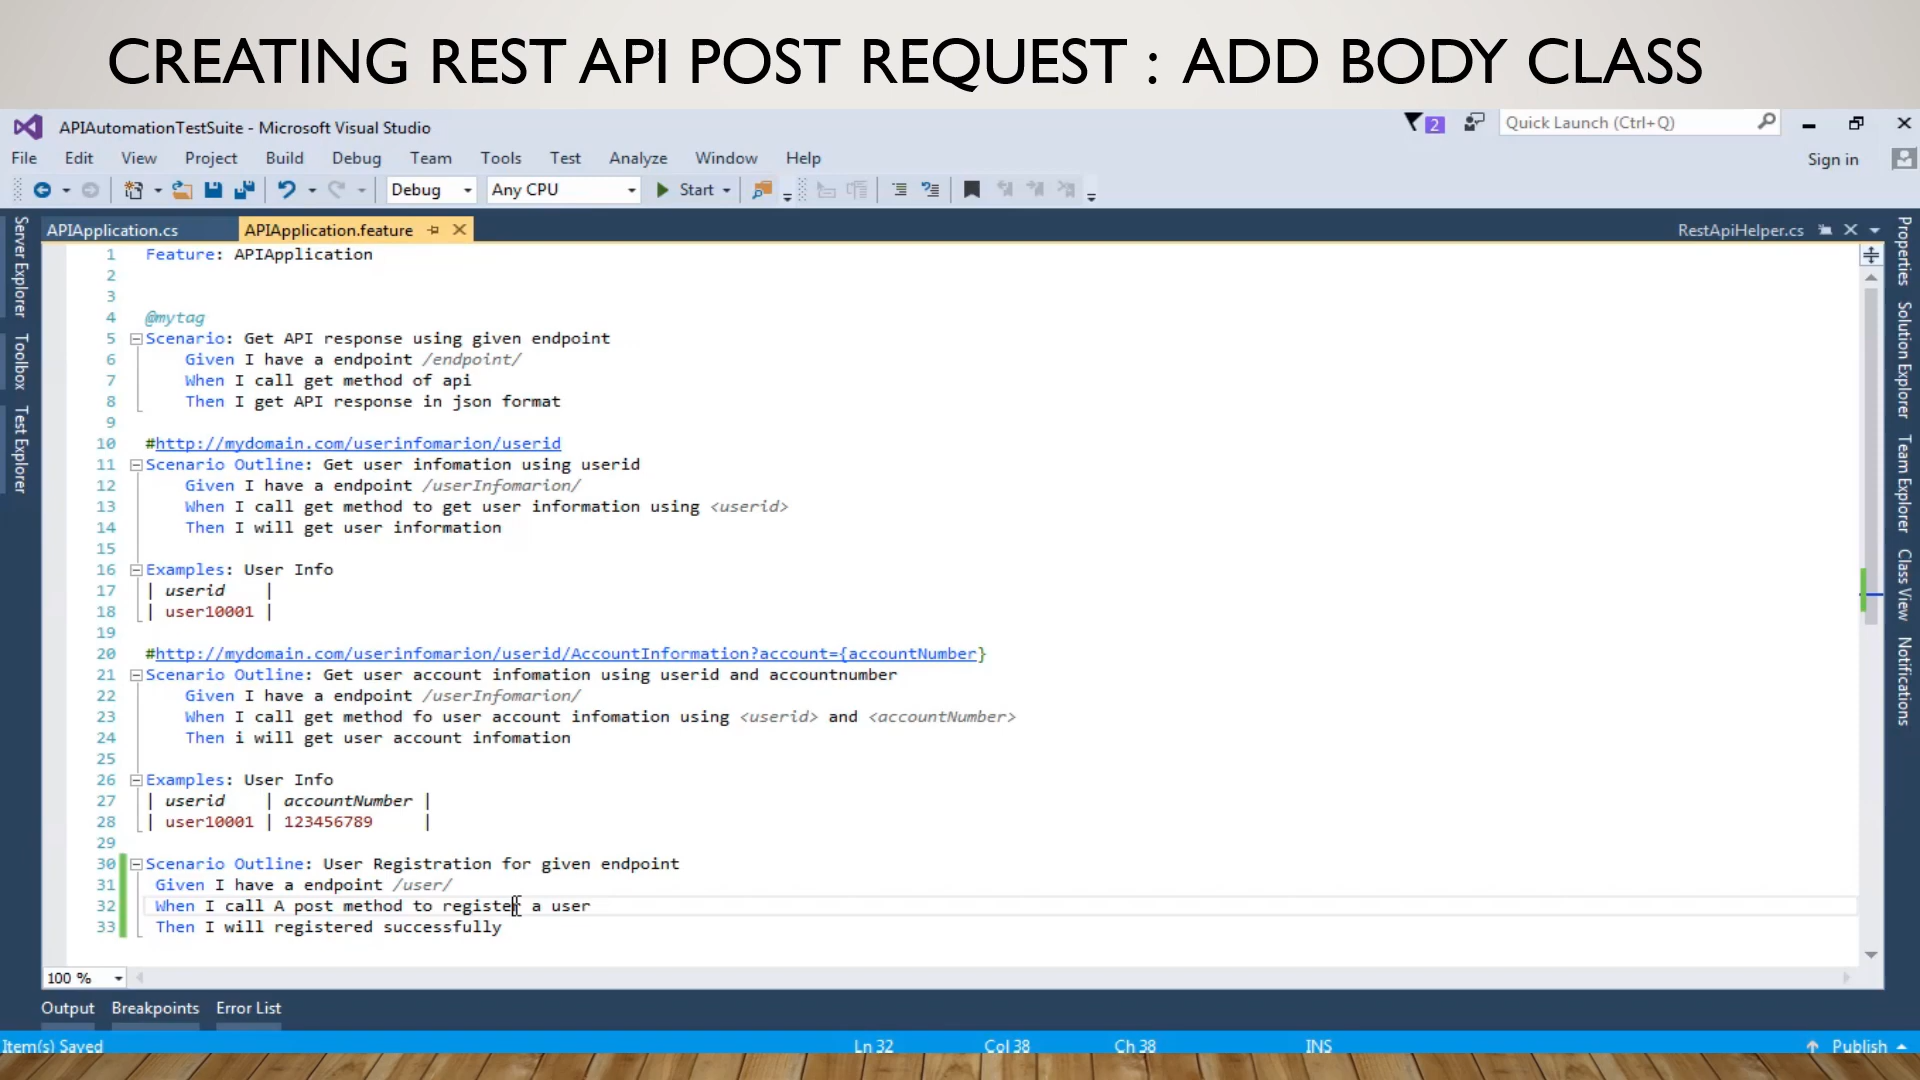 CREATING REST API POST REQUEST : ADD BODY CLASS
APIAutomationTestSuite - Microsoft Visual Studio
2
Quick Launch (Ctrl+Q)
File Edit View Project Build Debug Team Tools Test Analyze Window Help
Sign in
Debug Any CPU Start
APIApplication.cs APIApplication.feature RestApiHelper.cs
Server Explorer
Toolbox
Test Explorer
1 Feature: APIApplication
2
3
4 @mytag
5 Scenario: Get API response using given endpoint
6 Given I have a endpoint /endpoint/
7 When I call get method of api
8 Then I get API response in json format
9
10 #http://mydomain.com/userinfomarion/userid
11 Scenario Outline: Get user infomation using userid
12 Given I have a endpoint /userInfomarion/
13 When I call get method to get user information using <userid>
14 Then I will get user information
15
16 Examples: User Info
17 | userid |
18 | user10001 |
19
20 #http://mydomain.com/userinfomarion/userid/AccountInformation?account={accountNumber}
21 Scenario Outline: Get user account infomation using userid and accountnumber
22 Given I have a endpoint /userInfomarion/
23 When I call get method fo user account infomation using <userid> and <accountNumber>
24 Then i will get user account infomation
25
26 Examples: User Info
27 | userid | accountNumber |
28 | user10001 | 123456789 |
29
30 Scenario Outline: User Registration for given endpoint
31 Given I have a endpoint /user/
32 When I call A post method to register a user
33 Then I will registered successfully
Properties
Solution Explorer
Team Explorer
Class View
Notifications
100 %
Output Breakpoints Error List
Item(s) Saved Ln 32 Col 38 Ch 38 INS Publish